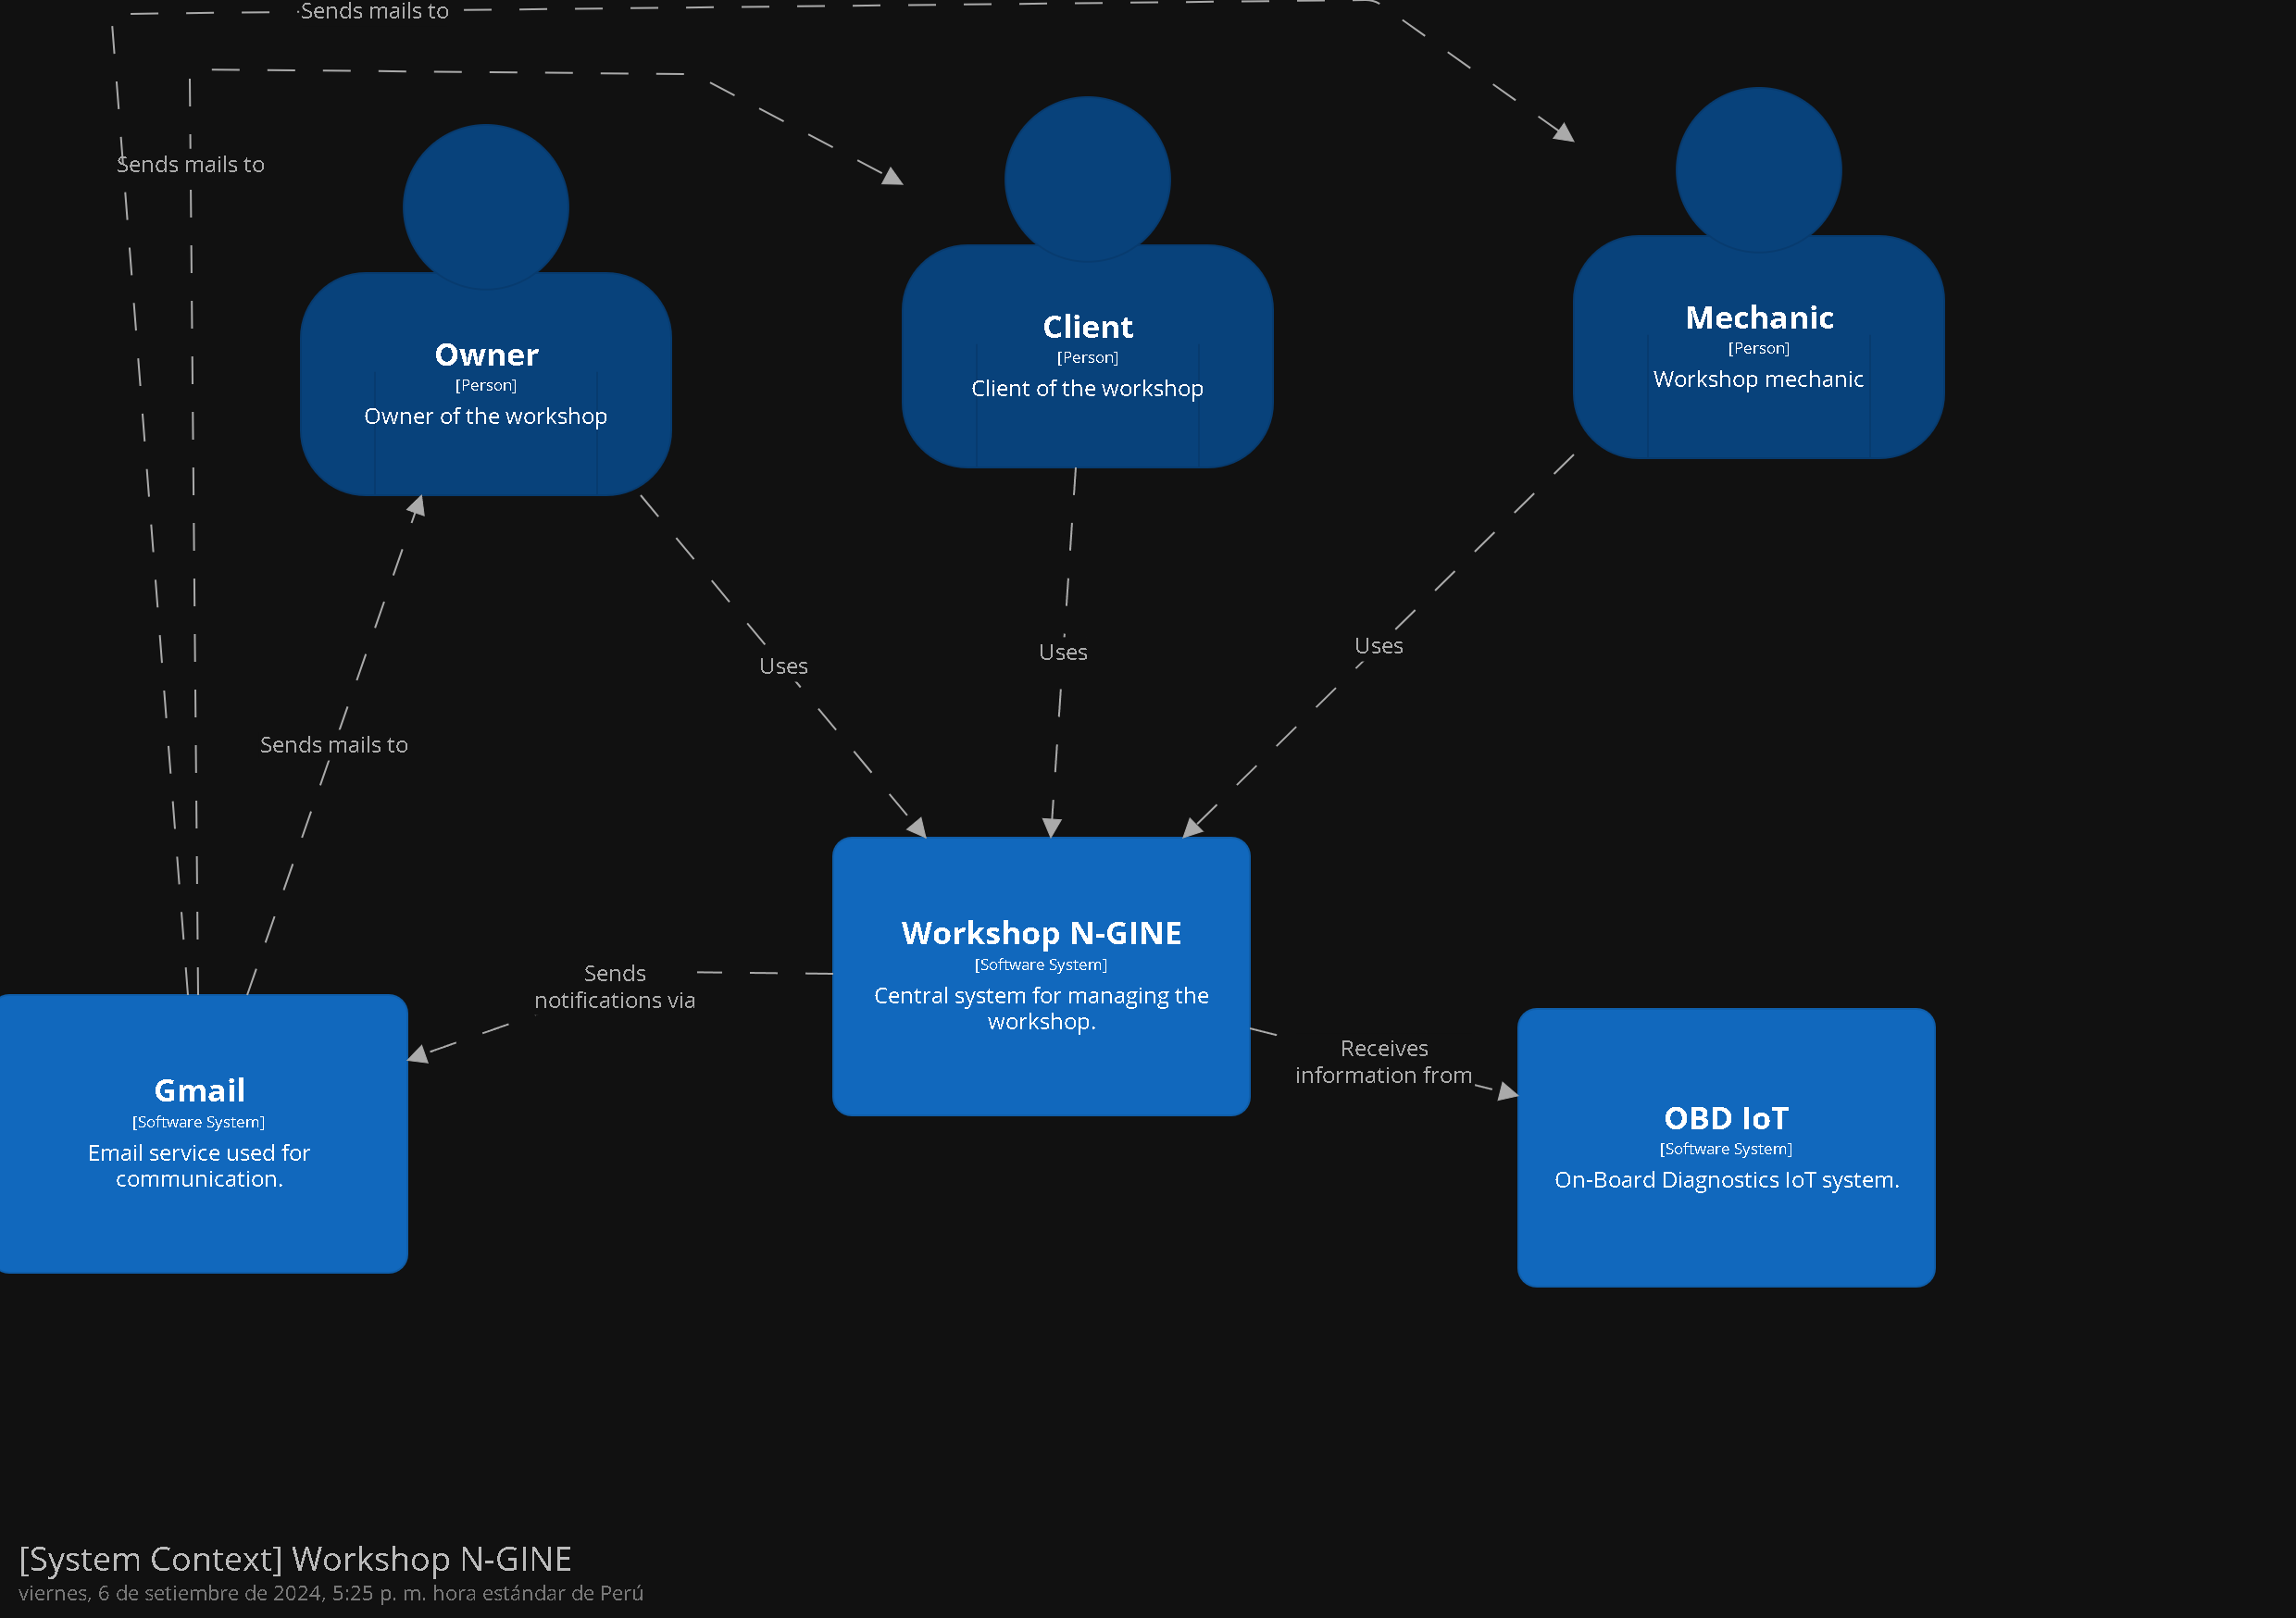 Sends mails to
Sends mails to
Owner
[Person]
Owner of the workshop
Client
[Person]
Client of the workshop
Mechanic
[Person]
Workshop mechanic
Uses
Uses
Uses
Sends mails to
Workshop N-GINE
[Software System]
Central system for managing the
workshop.
Sends
notifications via
Receives
information from
Gmail
[Software System]
Email service used for
communication.
OBD IoT
[Software System]
On-Board Diagnostics IoT system.
[System Context] Workshop N-GINE
viernes, 6 de setiembre de 2024, 5:25 p. m. hora estándar de Perú